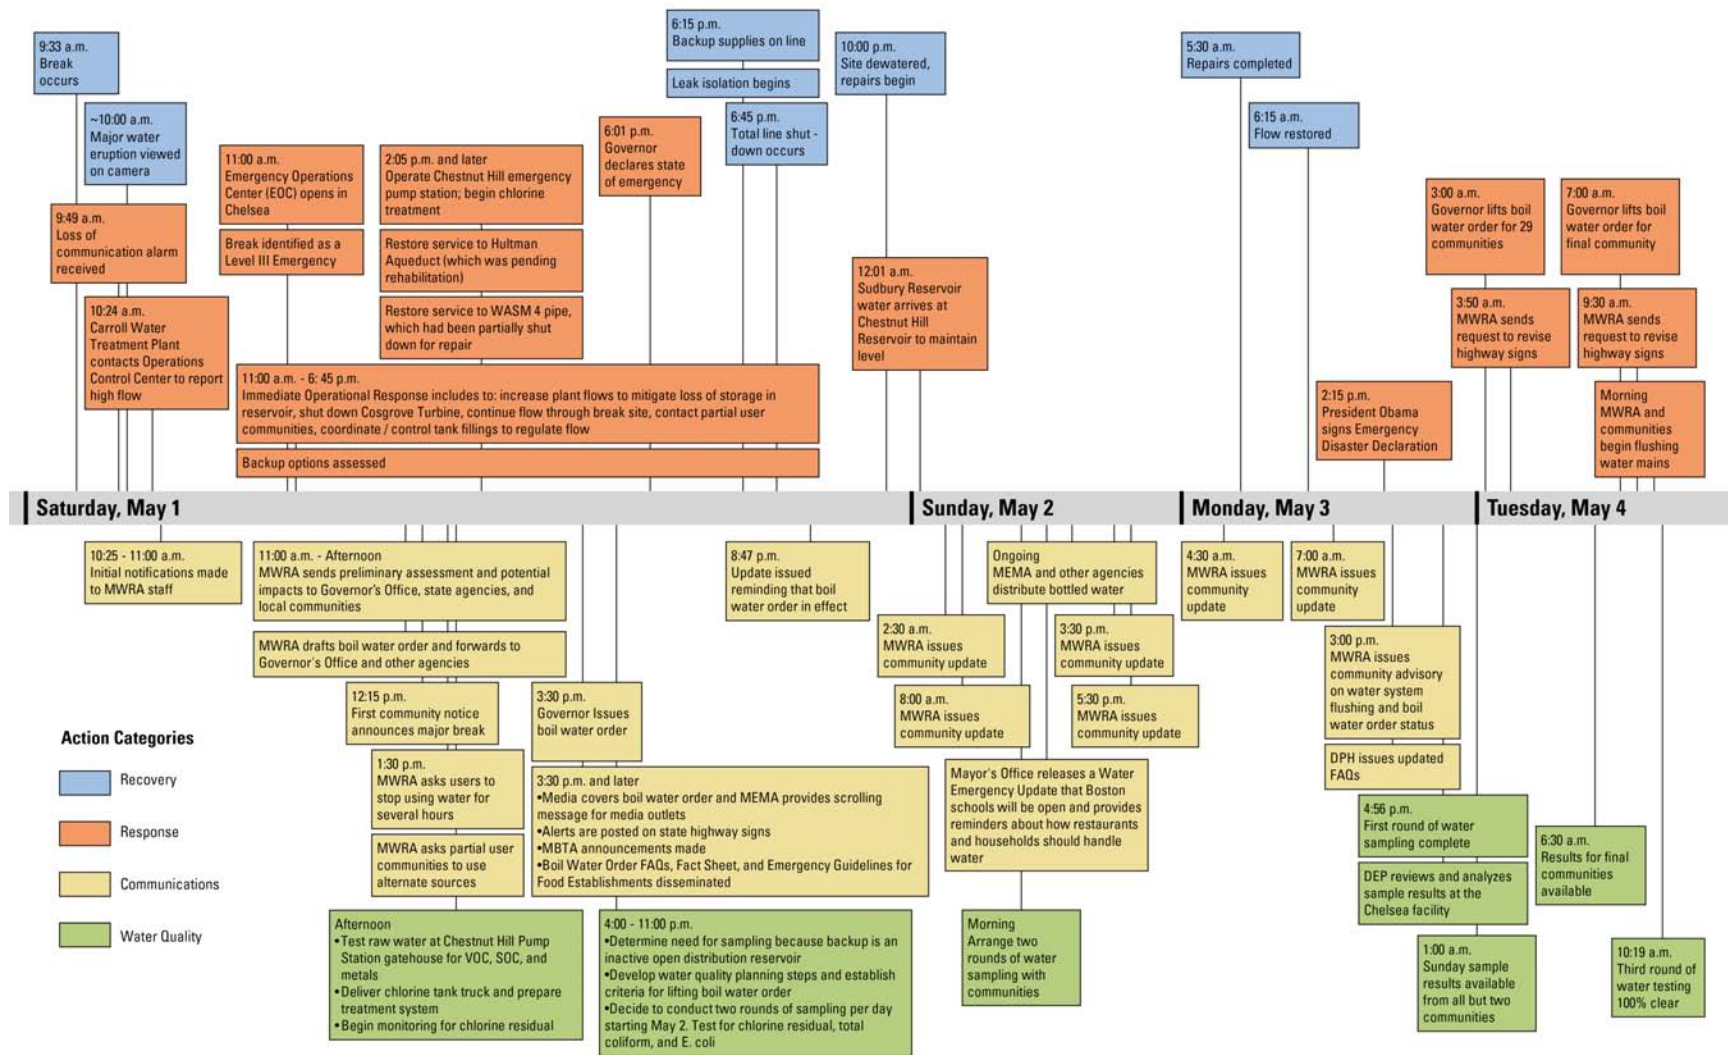 9:33 a.m.
Break
occurs
~10:00 a.m.
Major water
eruption viewed
on camera
9:49 a.m.
Loss of
communication alarm
received
10:24 a.m.
Carroll Water
Treatment Plant
contacts Operations
Control Center to report
high flow
11:00 a.m.
Emergency Operations
Center (EOC) opens in
Chelsea
Break identified as a
Level III Emergency
2:05 p.m. and later
Operate Chestnut Hill emergency
pump station; begin chlorine
treatment
Restore service to Hultman
Aqueduct (which was pending
rehabilitation)
Restore service to WASM 4 pipe,
which had been partially shut
down for repair
11:00 a.m. - 6: 45 p.m.
Immediate Operational Response includes to: increase plant flows to mitigate loss of storage in
reservoir, shut down Cosgrove Turbine, continue flow through break site, contact partial user
communities, coordinate / control tank fillings to regulate flow
Backup options assessed
6:01 p.m.
Governor
declares state
of emergency
6:15 p.m.
Backup supplies on line
Leak isolation begins
6:45 p.m.
Total line shut -
down occurs
10:00 p.m.
Site dewatered,
repairs begin
12:01 a.m.
Sudbury Reservoir
water arrives at
Chestnut Hill
Reservoir to maintain
level
5:30 a.m.
Repairs completed
6:15 a.m.
Flow restored
2:15 p.m.
President Obama
signs Emergency
Disaster Declaration
3:00 a.m.
Governor lifts boil
water order for 29
communities
3:50 a.m.
MWRA sends
request to revise
highway signs
7:00 a.m.
Governor lifts boil
water order for
final community
9:30 a.m.
MWRA sends
request to revise
highway signs
Morning
MWRA and
communities
begin flushing
water mains
Saturday, May 1
Sunday, May 2
Monday, May 3
Tuesday, May 4
10:25 - 11:00 a.m.
Initial notifications made
to MWRA staff
11:00 a.m. - Afternoon
MWRA sends preliminary assessment and potential
impacts to Governor's Office, state agencies, and
local communities
MWRA drafts boil water order and forwards to
Governor's Office and other agencies
12:15 p.m.
First community notice
announces major break
1:30 p.m.
MWRA asks users to
stop using water for
several hours
MWRA asks partial user
communities to use
alternate sources
Afternoon
•Test raw water at Chestnut Hill Pump
Station gatehouse for VOC, SOC, and
metals
•Deliver chlorine tank truck and prepare
treatment system
•Begin monitoring for chlorine residual
3:30 p.m.
Governor Issues
boil water order
3:30 p.m. and later
•Media covers boil water order and MEMA provides scrolling
message for media outlets
•Alerts are posted on state highway signs
•MBTA announcements made
•Boil Water Order FAQs, Fact Sheet, and Emergency Guidelines for
Food Establishments disseminated
4:00 - 11:00 p.m.
•Determine need for sampling because backup is an
inactive open distribution reservoir
•Develop water quality planning steps and establish
criteria for lifting boil water order
•Decide to conduct two rounds of sampling per day
starting May 2. Test for chlorine residual, total
coliform, and E. coli
8:47 p.m.
Update issued
reminding that boil
water order in effect
2:30 a.m.
MWRA issues
community update
8:00 a.m.
MWRA issues
community update
Ongoing
MEMA and other agencies
distribute bottled water
3:30 p.m.
MWRA issues
community update
5:30 p.m.
MWRA issues
community update
Mayor's Office releases a Water
Emergency Update that Boston
schools will be open and provides
reminders about how restaurants
and households should handle
water
Morning
Arrange two
rounds of water
sampling with
communities
4:30 a.m.
MWRA issues
community
update
7:00 a.m.
MWRA issues
community
update
3:00 p.m.
MWRA issues
community advisory
on water system
flushing and boil
water order status
DPH issues updated
FAQs
4:56 p.m.
First round of water
sampling complete
DEP reviews and analyzes
sample results at the
Chelsea facility
1:00 a.m.
Sunday sample
results available
from all but two
communities
6:30 a.m.
Results for final
communities
available
10:19 a.m.
Third round of
water testing
100% clear
Action Categories
Recovery
Response
Communications
Water Quality